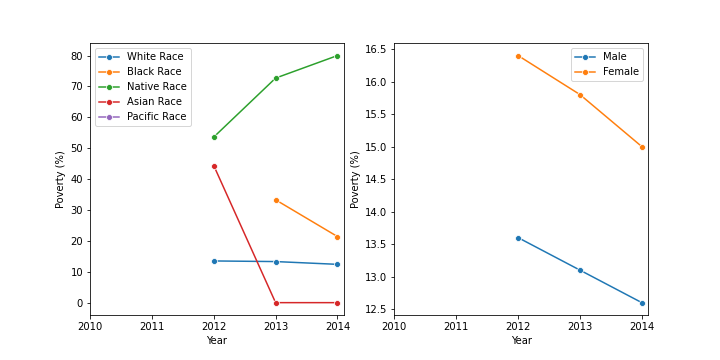 White Race
Black Race
Native Race
Asian Race
Pacific Race
80
70
60
50
40
30
20
10
0
Poverty (%)
2010 2011 2012 2013 2014
Year
Male
Female
16.5
16.0
15.5
15.0
14.5
14.0
13.5
13.0
12.5
Poverty (%)
2010 2011 2012 2013 2014
Year